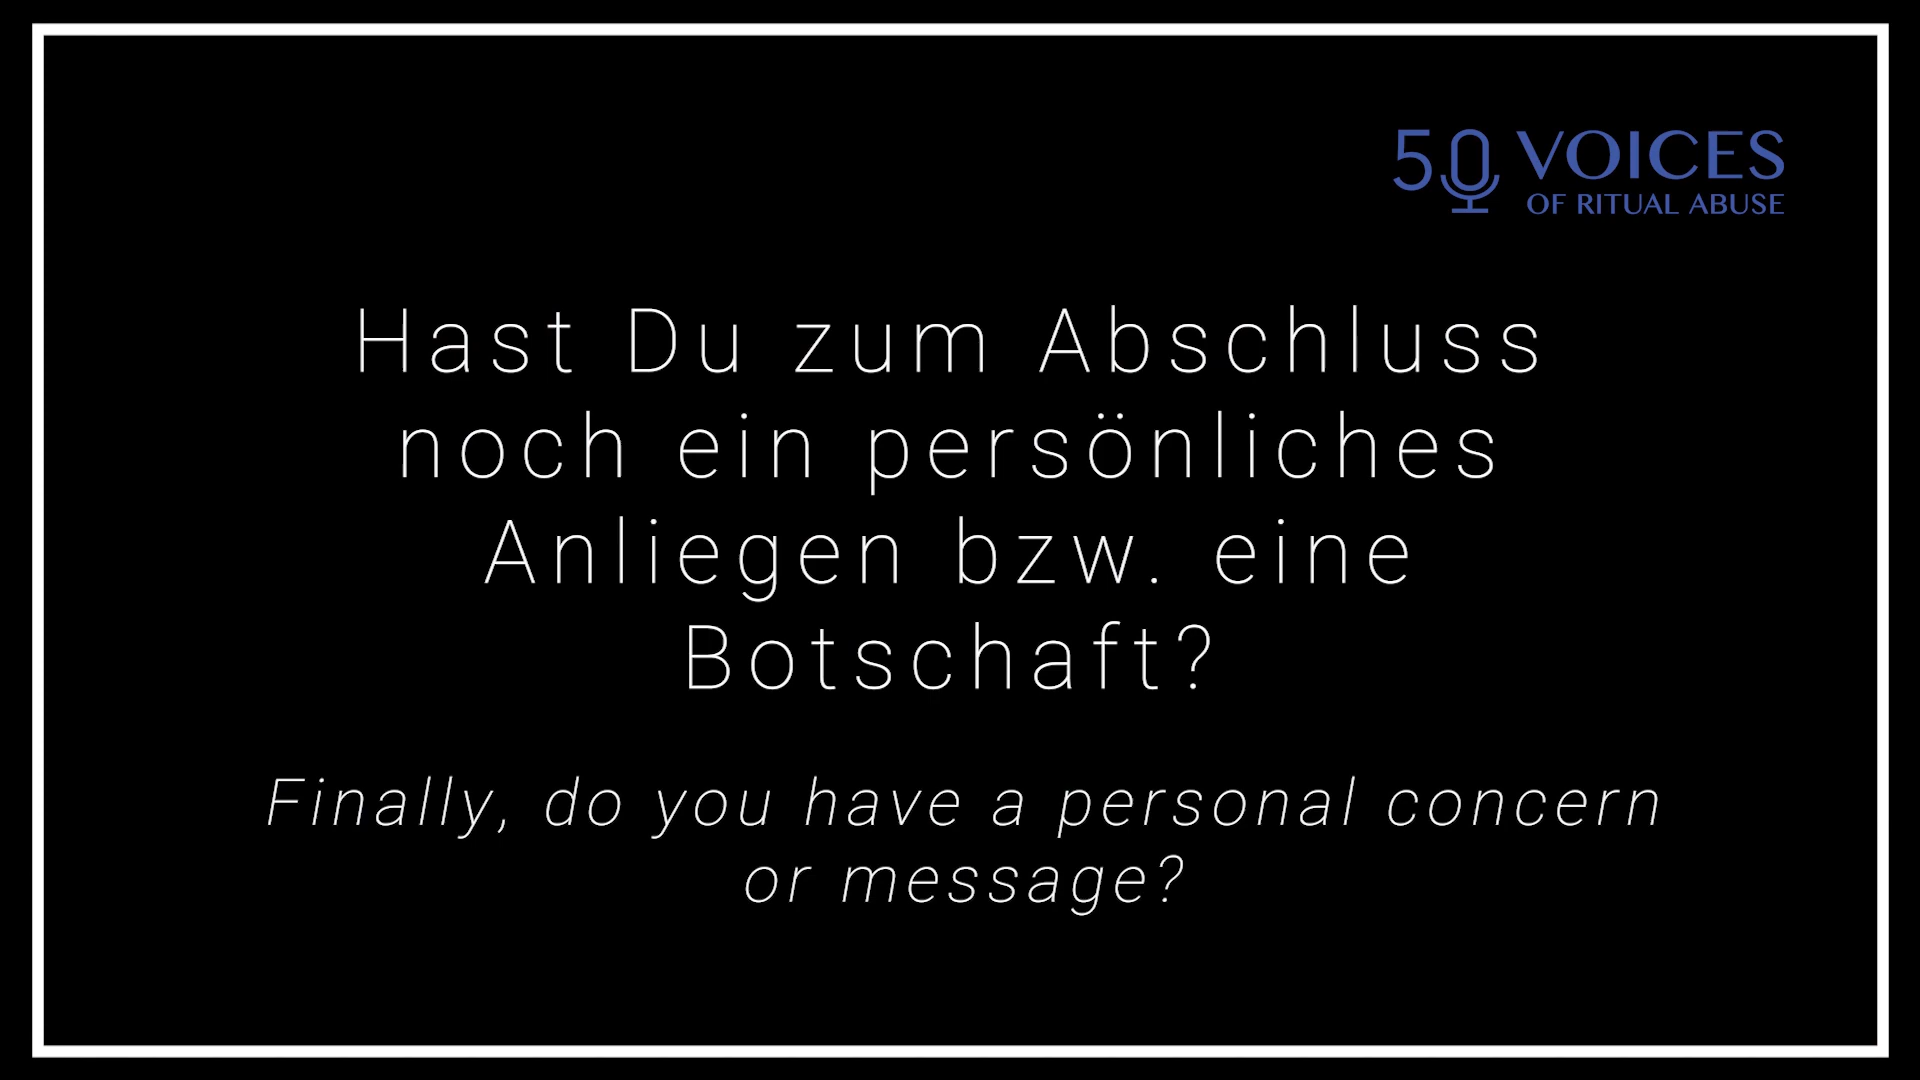 50 VOICES
OF RITUAL ABUSE
Hast Du zum Abschluss
noch ein persönliches
Anliegen bzw. eine
Botschaft?
Finally, do you have a personal concern
or message?